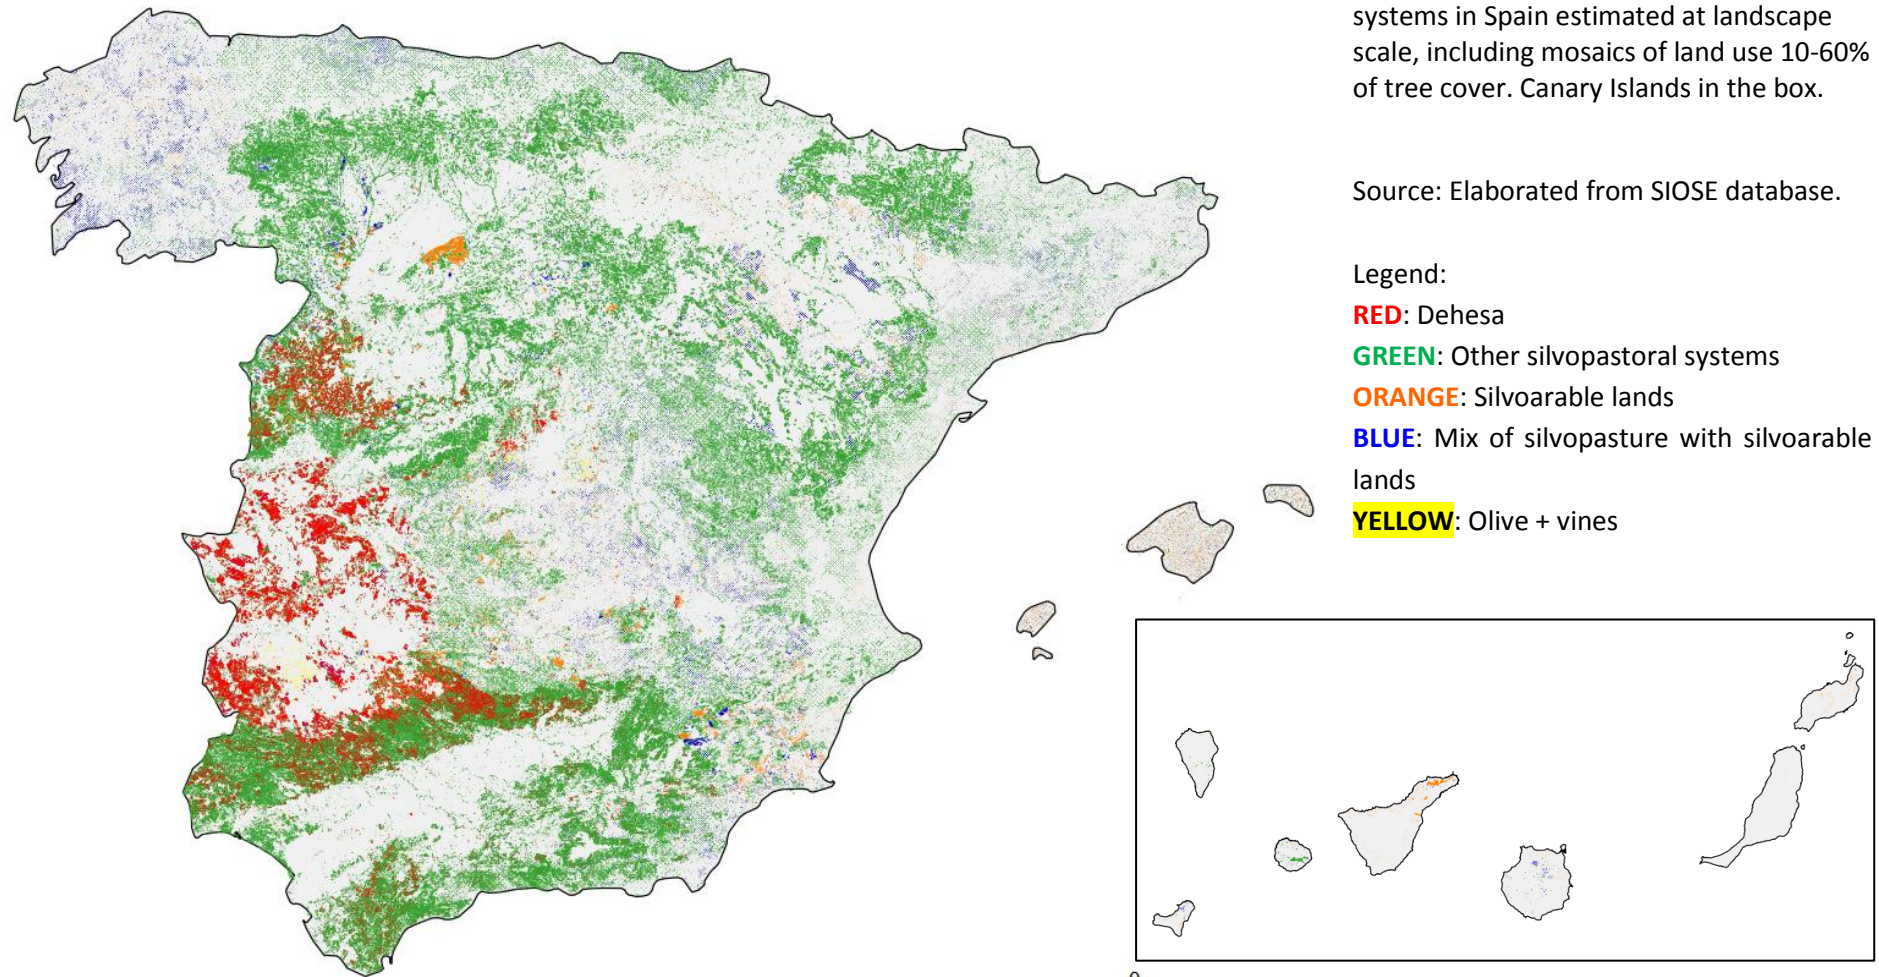 systems in Spain estimated at landscape
scale, including mosaics of land use 10-60%
of tree cover. Canary Islands in the box.
Source: Elaborated from SIOSE database.
Legend:
RED: Dehesa
GREEN: Other silvopastoral systems
ORANGE: Silvoarable lands
BLUE: Mix of silvopasture with silvoarable
lands
YELLOW: Olive + vines